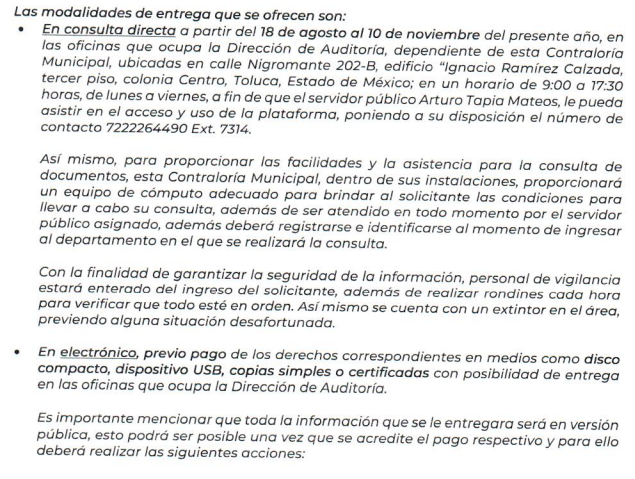 Las modalidades de entrega que se ofrecen son:
• En consulta directa a partir del 18 de agosto al 10 de noviembre del presente año, en
las oficinas que ocupa la Dirección de Auditoría, dependiente de esta Contraloría
Municipal, ubicadas en calle Nigromante 202-B, edificio "Ignacio Ramírez Calzada,
tercer piso, colonia Centro, Toluca, Estado de México; en un horario de 9:00 a 17:30
horas, de lunes a viernes, a fin de que el servidor público Arturo Tapia Mateos, le pueda
asistir en el acceso y uso de la plataforma, poniendo a su disposición el número de
contacto 7222264490 Ext. 7314.
Así mismo, para proporcionar las facilidades y la asistencia para la consulta de
documentos, esta Contraloría Municipal, dentro de sus instalaciones, proporcionará
un equipo de cómputo adecuado para brindar al solicitante las condiciones para
llevar a cabo su consulta, además de ser atendido en todo momento por el servidor
público asignado, además deberá registrarse e identificarse al momento de ingresar
al departamento en el que se realizará la consulta.
Con la finalidad de garantizar la seguridad de la información, personal de vigilancia
estará enterado del ingreso del solicitante, además de realizar rondines cada hora
para verificar que todo esté en orden. Así mismo se cuenta con un extintor en el área,
previendo alguna situación desafortunada.
• En electrónico, previo pago de los derechos correspondientes en medios como disco
compacto, dispositivo USB, copias simples o certificadas con posibilidad de entrega
en las oficinas que ocupa la Dirección de Auditoría.
Es importante mencionar que toda la información que se le entregara será en versión
pública, esto podrá ser posible una vez que se acredite el pago respectivo y para ello
deberá realizar las siguientes acciones: